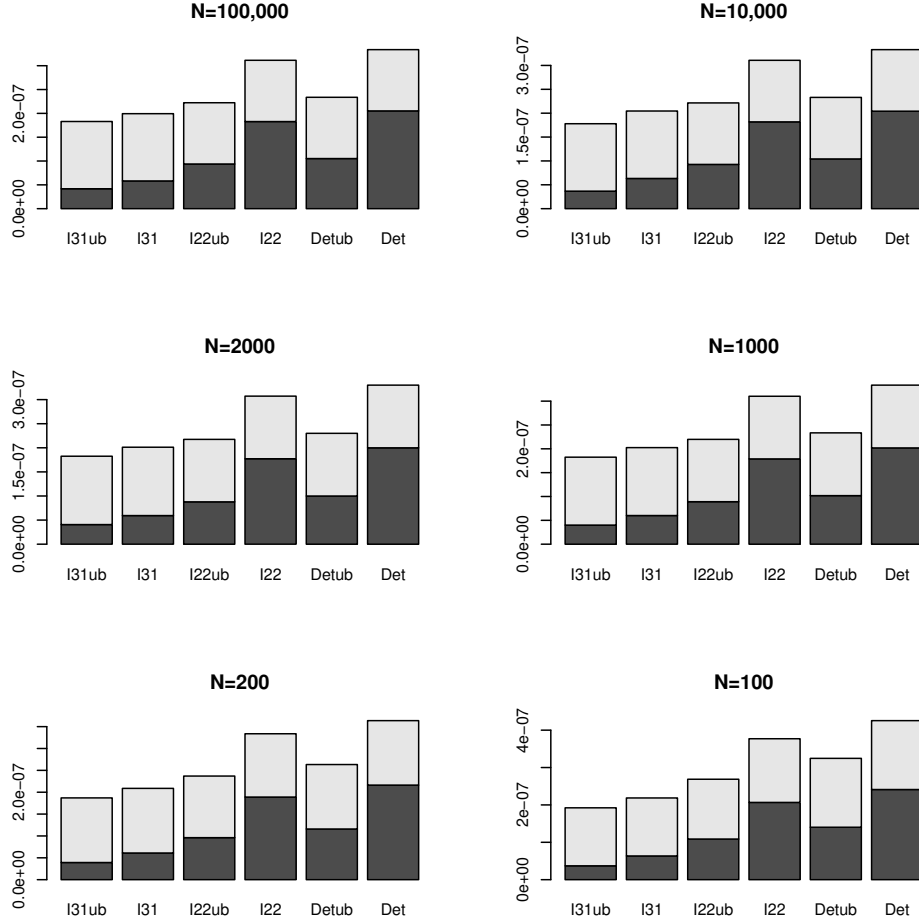 N=100,000
2.0e−07
0.0e+00
I31ub I31 I22ub I22 Detub Det
N=10,000
3.0e−07
1.5e−07
0.0e+00
I31ub I31 I22ub I22 Detub Det
N=2000
3.0e−07
1.5e−07
0.0e+00
I31ub I31 I22ub I22 Detub Det
N=1000
2.0e−07
0.0e+00
I31ub I31 I22ub I22 Detub Det
N=200
2.0e−07
0.0e+00
I31ub I31 I22ub I22 Detub Det
N=100
4e−07
2e−07
0e+00
I31ub I31 I22ub I22 Detub Det